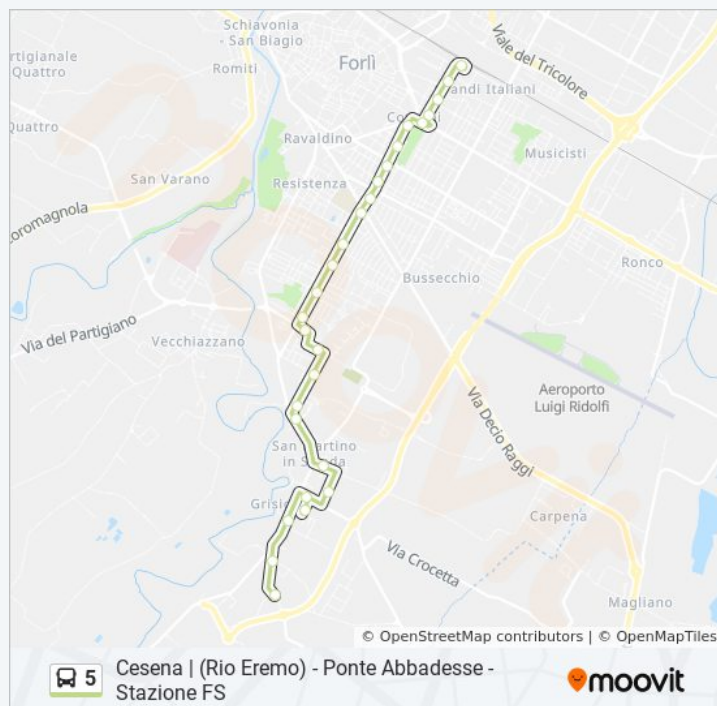 Schiavonia
- San Biagio
Forlì
Viale del Tricolore
rtigianale
Quattro
Romiti
andi Italiani
Quattro
Ravaldino
Musicisti
San Varano
Resistenza
oromagnola
Ronco
Bussecchio
Via del Partigiano
Vecchiazzano
Aeroporto
Luigi Ridolfi
Via Decio Raggi
San Martino
in Strada
Carpena
Via Crocetta
Magliano
© OpenStreetMap contributors | © OpenMapTiles
5
Cesena | (Rio Eremo) - Ponte Abbadesse -
Stazione FS
moovit